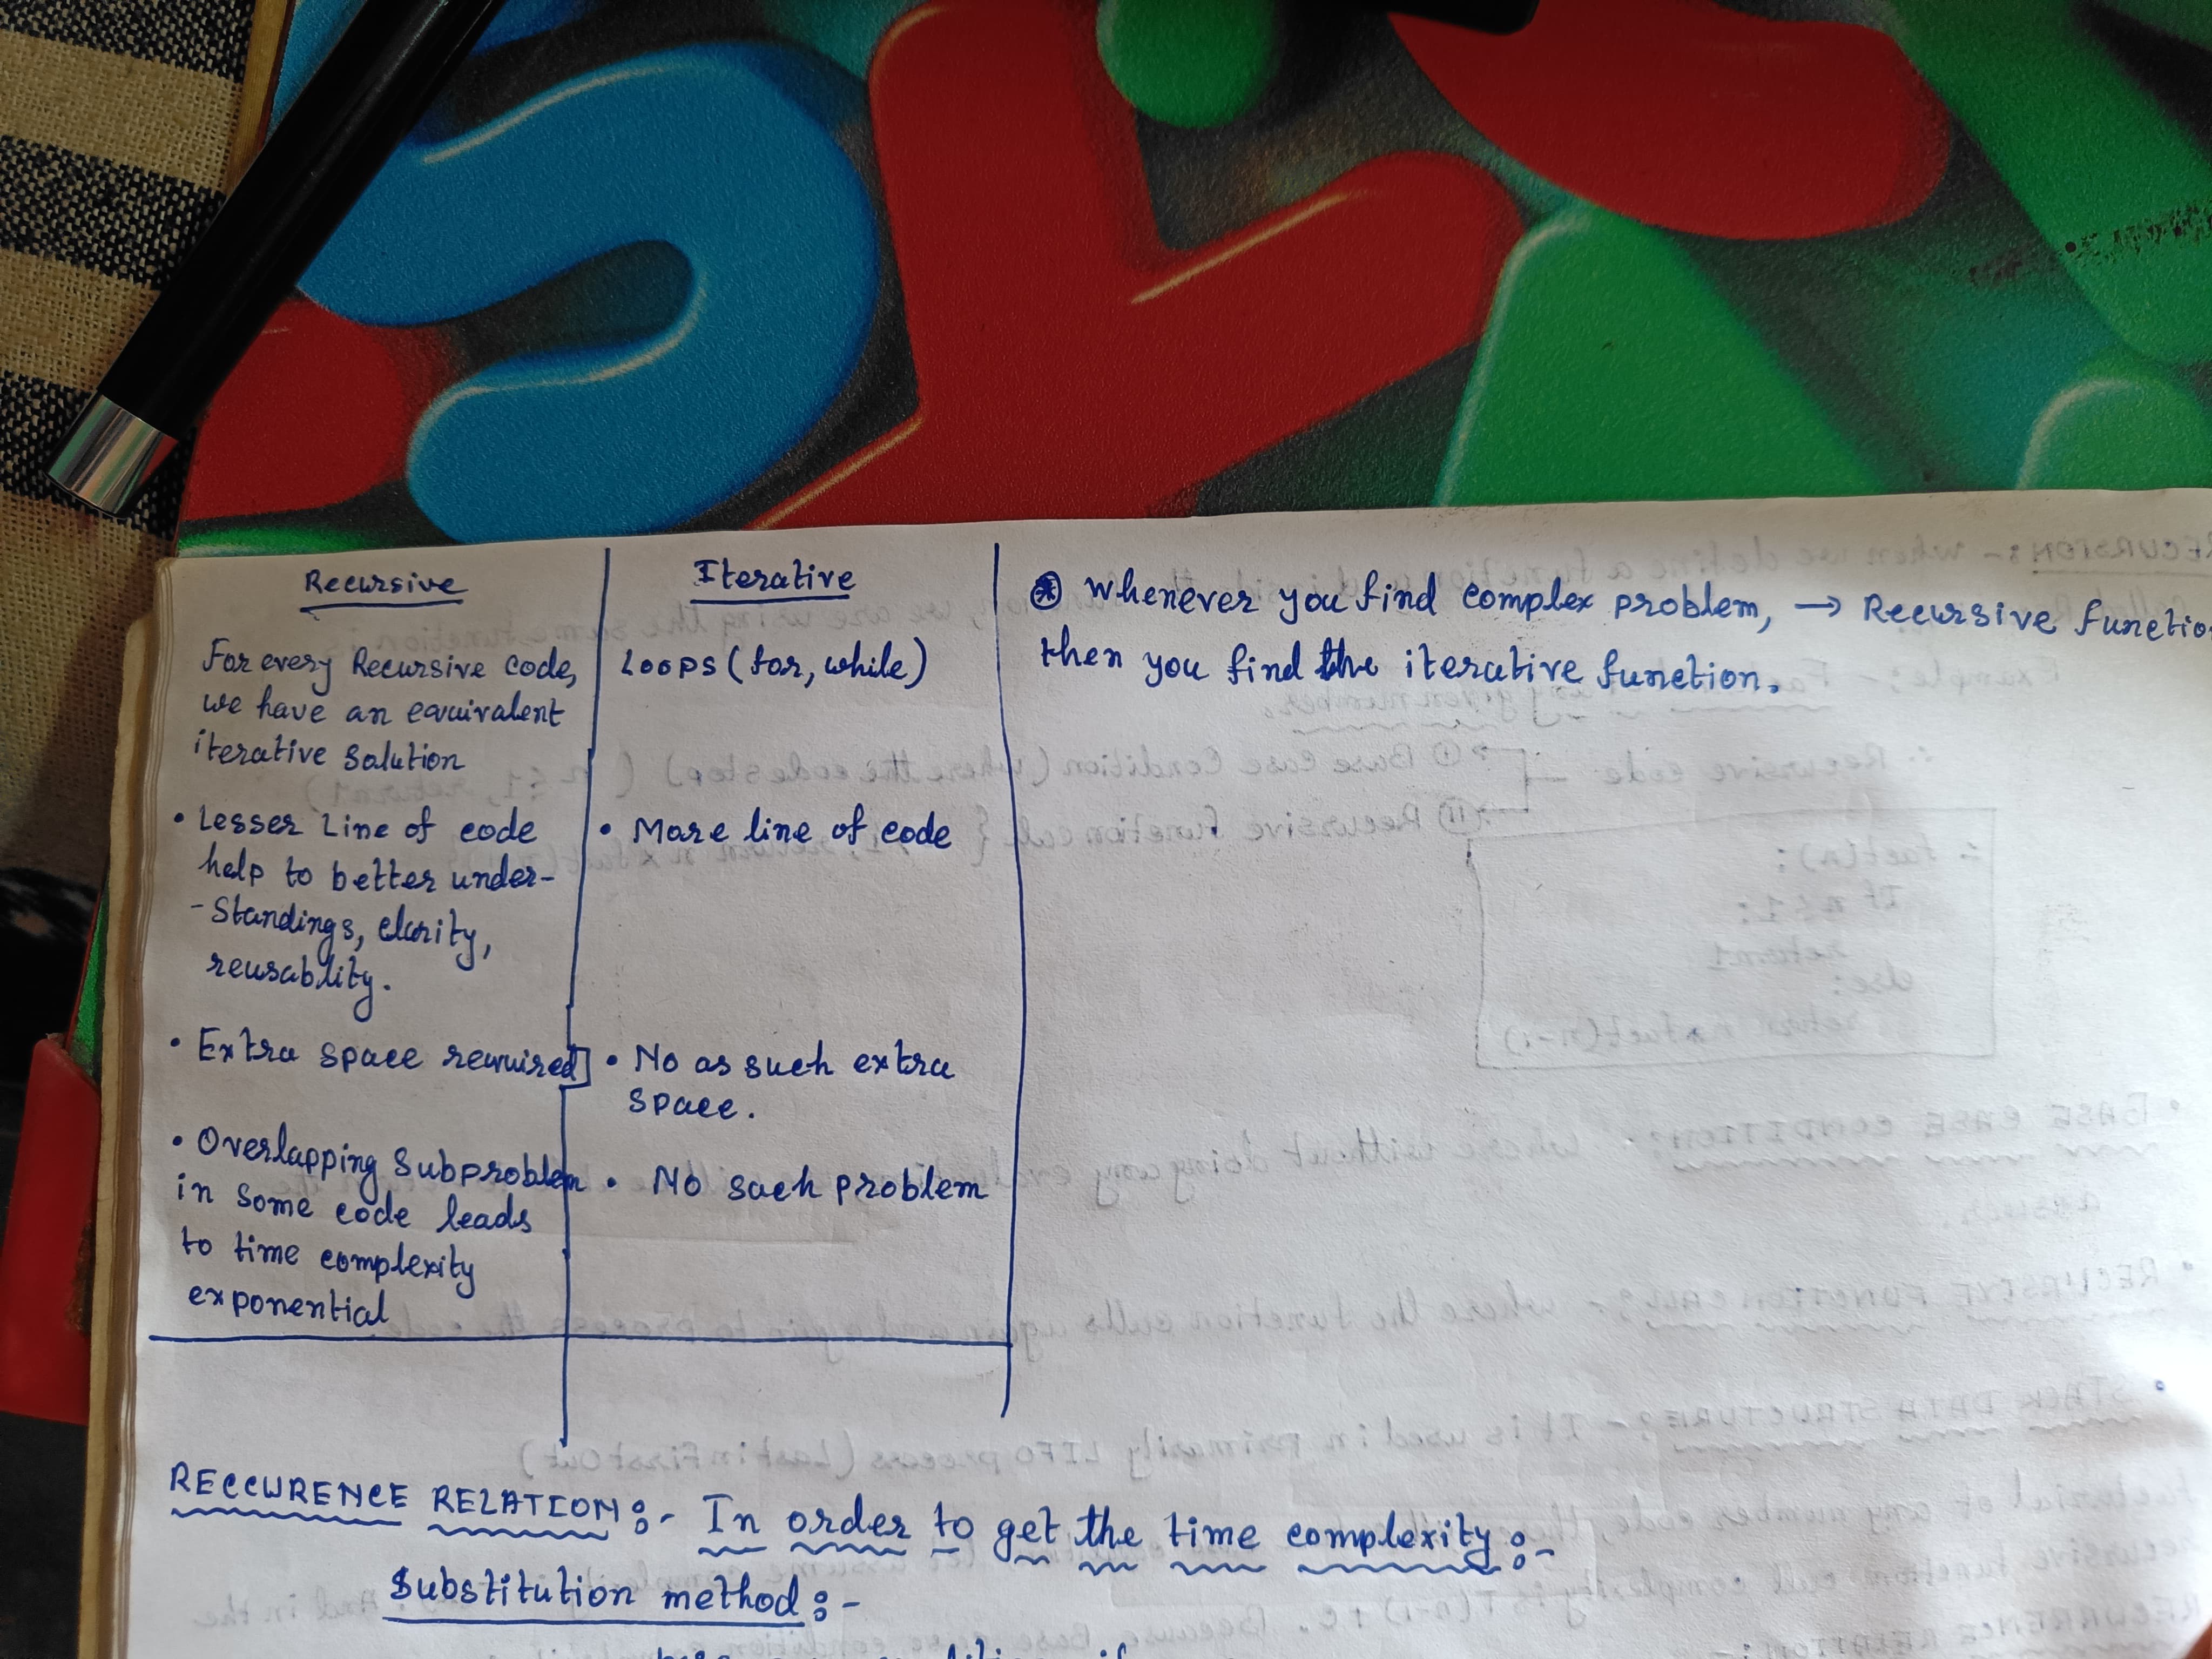 Recursive
For every Recursive code,
we have an equivalent
iterative solution
• Lesser Line of code
help to better under-
-Standings, clarity,
reusablity.
• Extra space required
• Overlapping Subproblem
in some code leads
to time complexity
exponential
Iterative
Loops (for, while)
• More line of code
• No as such extra
space.
• No such problem
⊛ Whenever you find complex problem, → Recursive functio
then you find the iterative function.
RECCURENCE RELATION:- In order to get the time complexity:-
Substitution method:-